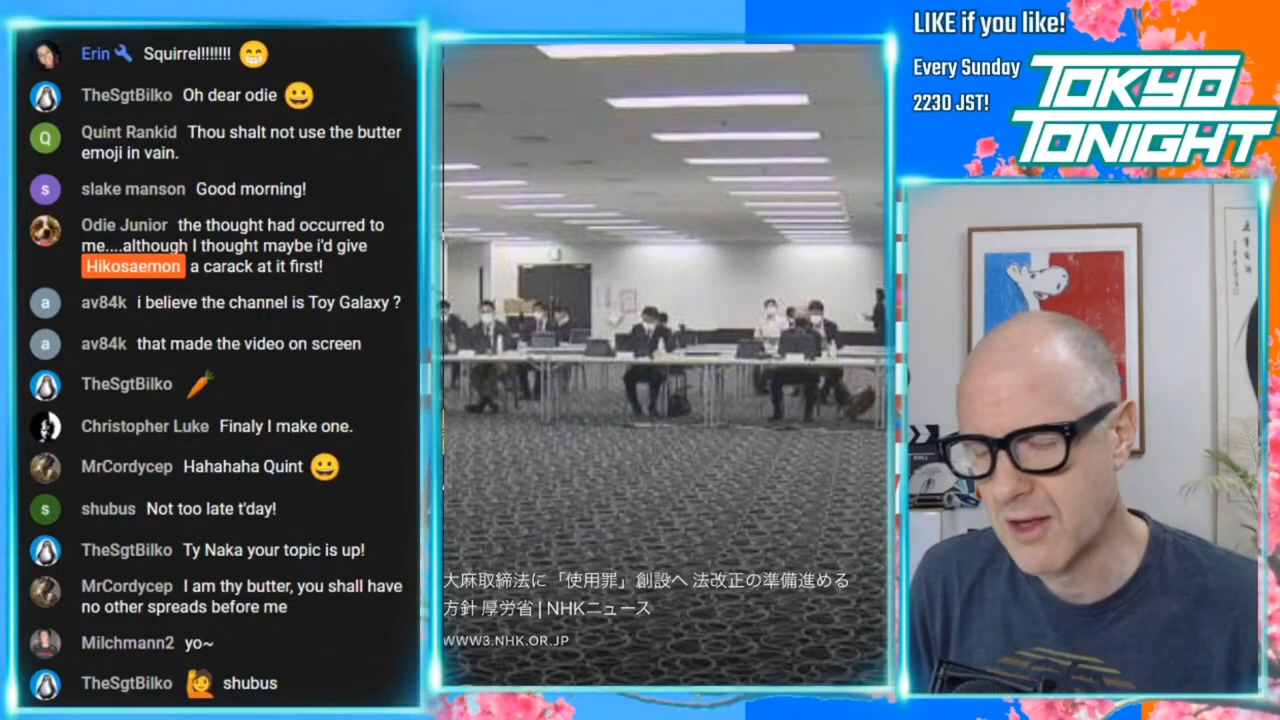 Erin Squirrel!!!!!!! 😁
TheSgtBilko Oh dear odie 😀
Q
Quint Rankid Thou shalt not use the butter
emoji in vain.
s
slake manson Good morning!
Odie Junior the thought had occurred to
me....although I thought maybe i'd give
Hikosaemon a carack at it first!
a
av84k i believe the channel is Toy Galaxy ?
a
av84k that made the video on screen
TheSgtBilko 🥕
Christopher Luke Finaly I make one.
MrCordycep Hahahaha Quint 😀
s
shubus Not too late t'day!
TheSgtBilko Ty Naka your topic is up!
MrCordycep I am thy butter, you shall have
no other spreads before me
Milchmann2 yo~
TheSgtBilko 🙋 shubus
大麻取締法に「使用罪」創設へ 法改正の準備進める
方針 厚労省 | NHKニュース
WWW3.NHK.OR.JP
LIKE if you like!
Every Sunday
2230 JST!
TOKYO
TONIGHT